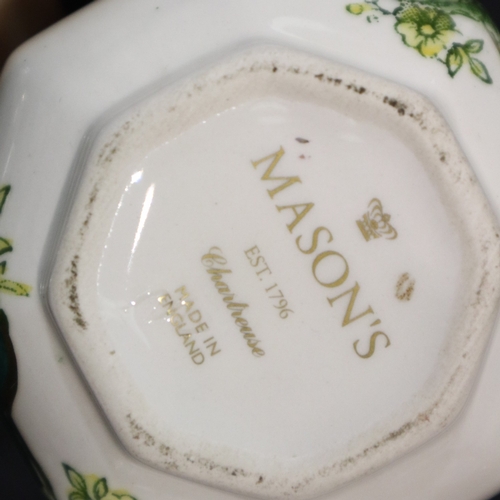 MASON'S
EST. 1796
Chartreuse
MADE IN
ENGLAND